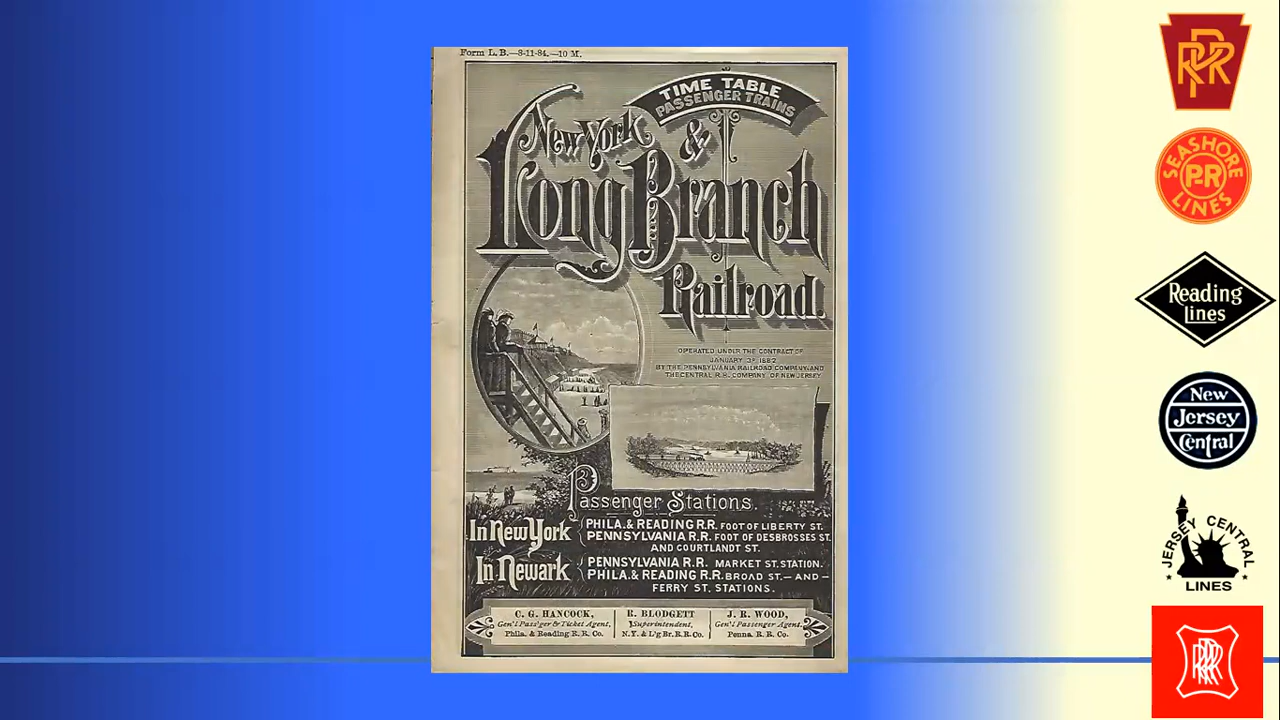 Form L. B.—8-11-84.—10 M.
TIME TABLE
PASSENGER TRAINS
New York &
Long Branch
Railroad.
OPERATED UNDER THE CONTRACT OF
JANUARY 3D 1882
BY THE PENNSYLVANIA RAILROAD COMPANY, AND
THE CENTRAL R.R. COMPANY OF NEW JERSEY
Passenger Stations.
In New York
PHILA. & READING R.R. FOOT OF LIBERTY ST.
PENNSYLVANIA R.R. FOOT OF DESBROSSES ST.
AND COURTLANDT ST.
In Newark
PENNSYLVANIA R.R. MARKET ST. STATION.
PHILA. & READING R.R. BROAD ST.—AND—
FERRY ST. STATIONS.
C. G. HANCOCK,
Gen'l Pass'ger & Ticket Agent,
Phila. & Reading R. R. Co.
R. BLODGETT
Superintendent,
N.Y. & L'g Br. R.R. Co.
J. R. WOOD,
Gen'l Passenger Agent,
Penna. R. R. Co.
PRR
SEASHORE
P-R
LINES
Reading
Lines
New
Jersey
Central
JERSEY CENTRAL
LINES